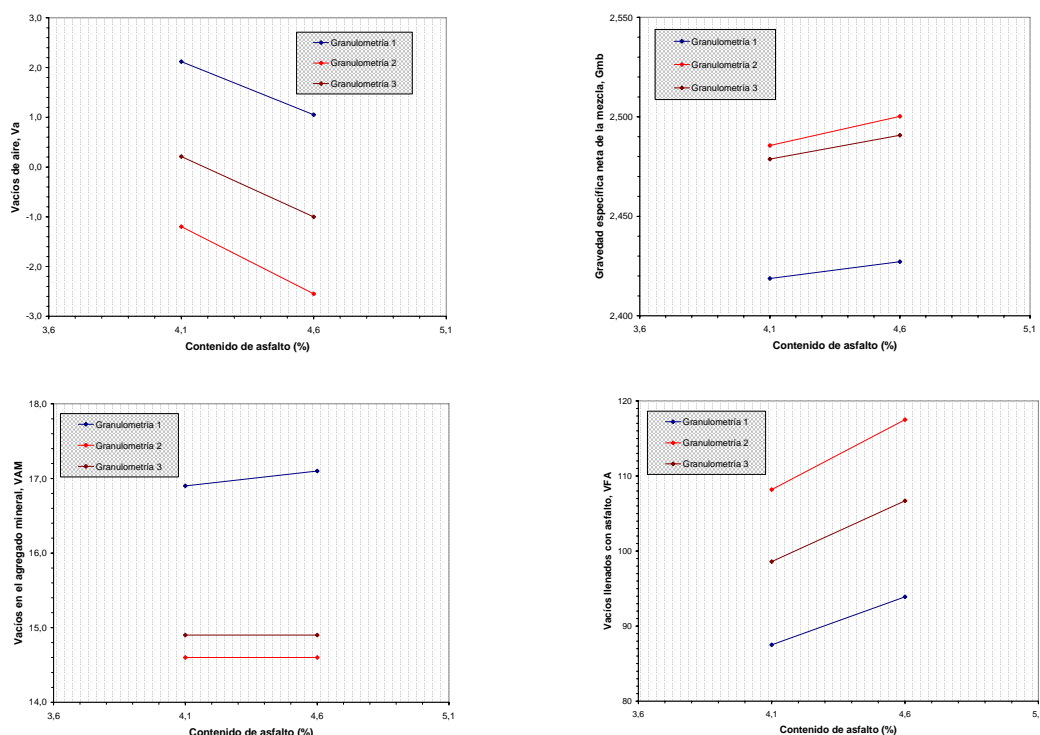 3,0
2,0
1,0
0,0
-1,0
-2,0
-3,0
Vacíos de aire, Va
Granulometría 1
Granulometría 2
Granulometría 3
3,6 4,1 4,6 5,1
Contenido de asfalto (%)
2,550
2,500
2,450
2,400
Gravedad específica neta de la mezcla, Gmb
Granulometría 1
Granulometría 2
Granulometría 3
3,6 4,1 4,6 5,1
Contenido de asfalto (%)
18,0
17,0
16,0
15,0
14,0
Vacíos en el agregado mineral, VAM
Granulometría 1
Granulometría 2
Granulometría 3
3,6 4,1 4,6 5,1
Contenido de asfalto (%)
120
110
100
90
80
Vacíos llenados con asfalto, VFA
Granulometría 1
Granulometría 2
Granulometría 3
3,6 4,1 4,6
Contenido de asfalto (%)